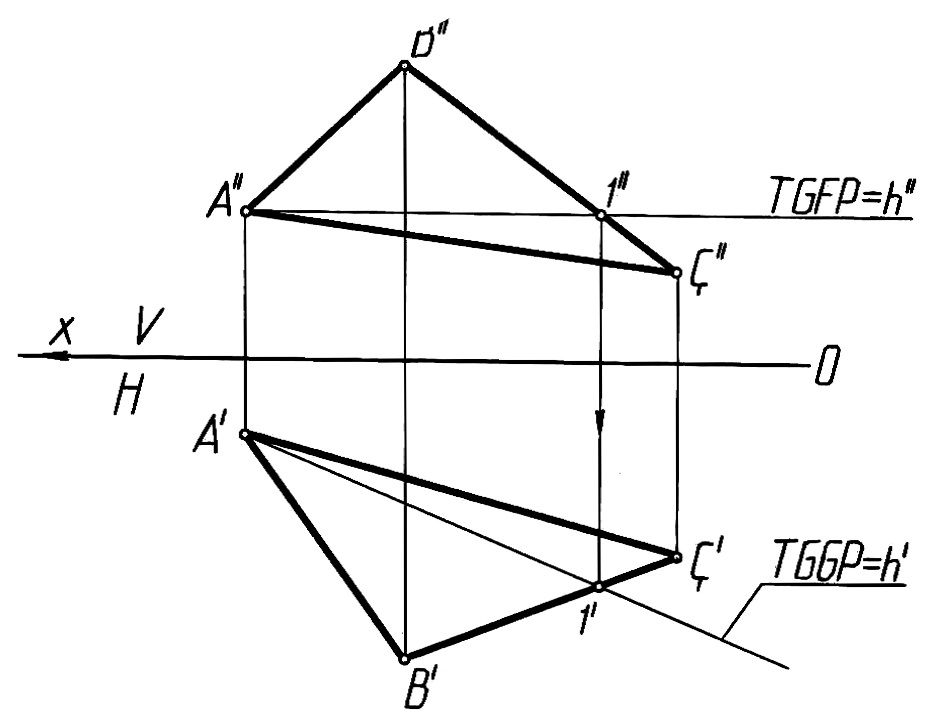 B"
A"
1"
TGFP=h"
Ç"
X
V
O
H
A'
Ç'
TGGP=h'
1'
B'